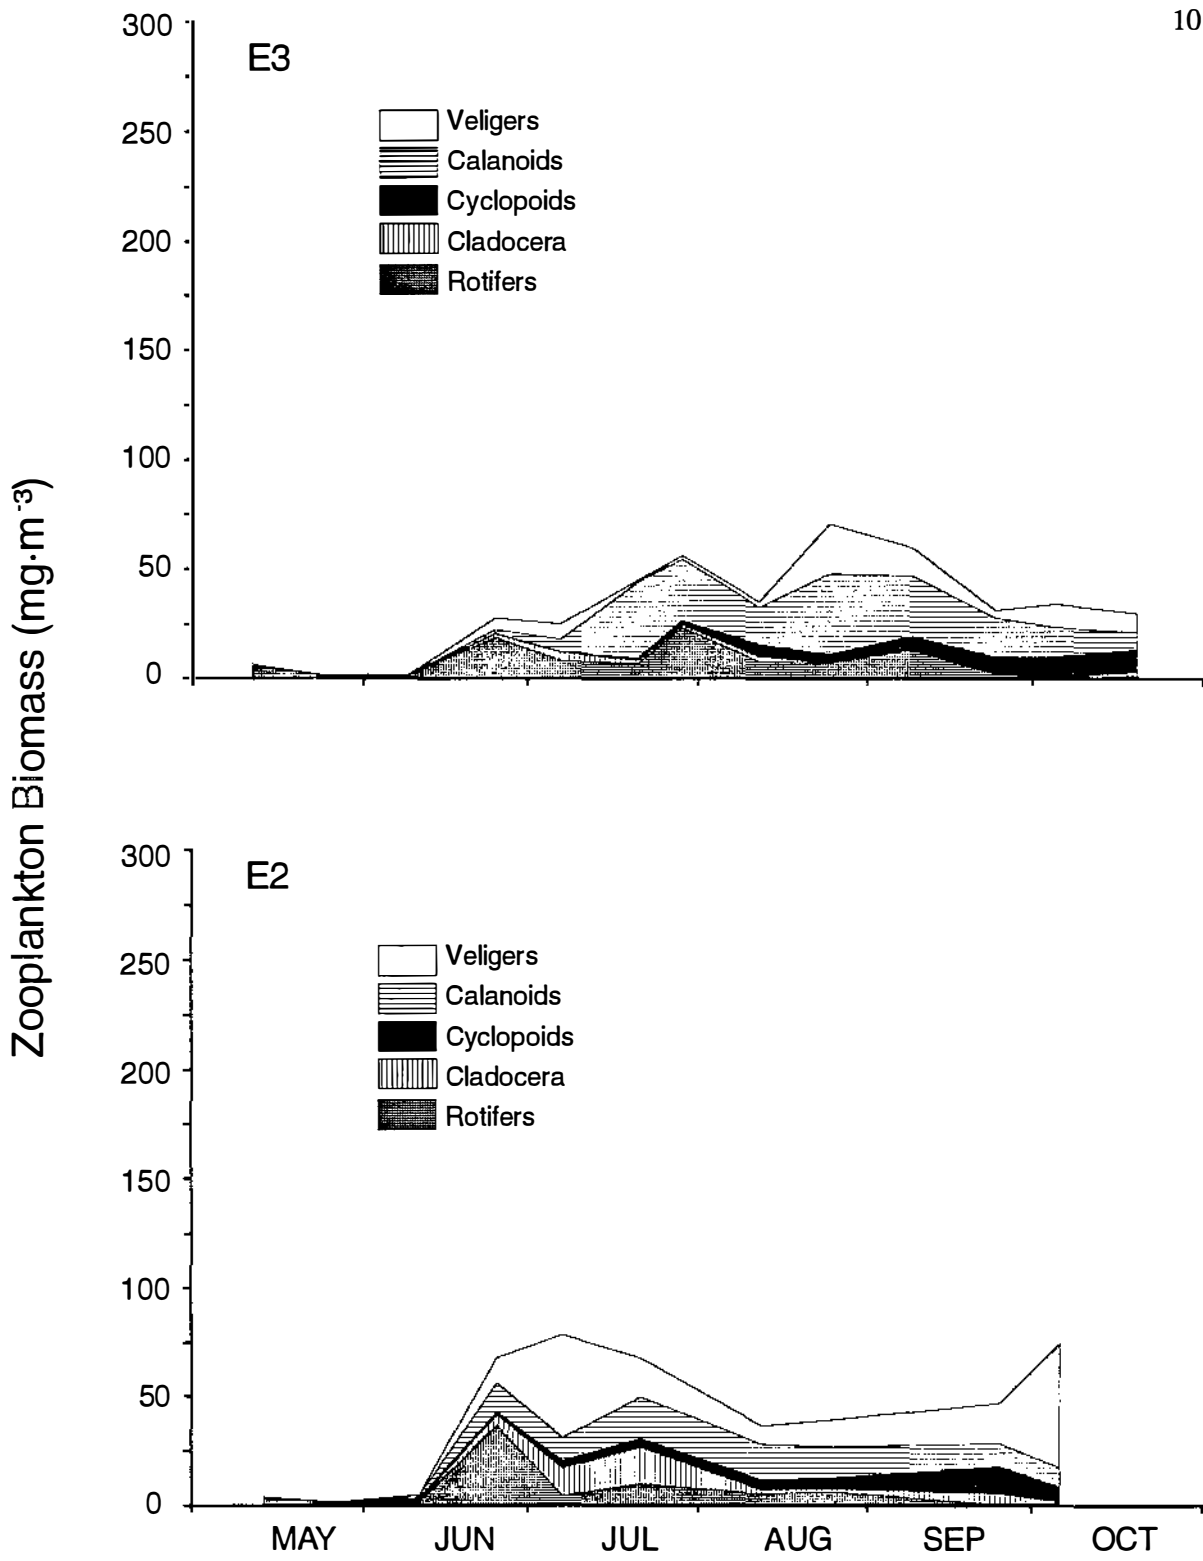 10
E3
Veligers
Calanoids
Cyclopoids
Cladocera
Rotifers
300
250
200
150
100
50
0
Zooplankton Biomass (mg·m⁻³)
E2
Veligers
Calanoids
Cyclopoids
Cladocera
Rotifers
300
250
200
150
100
50
0
MAY JUN JUL AUG SEP OCT